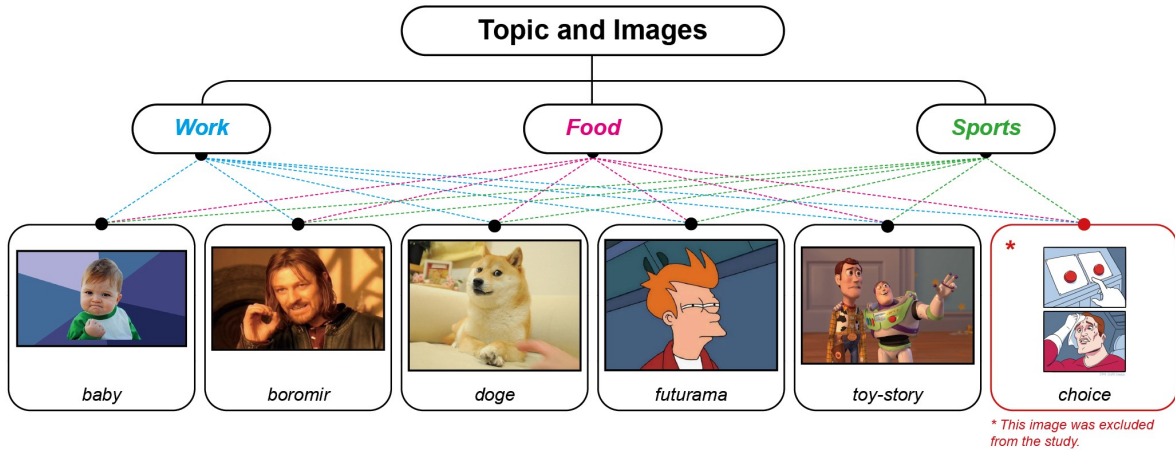 Topic and Images
Work
Food
Sports
*
baby
boromir
doge
futurama
toy-story
choice
* This image was excluded
from the study.